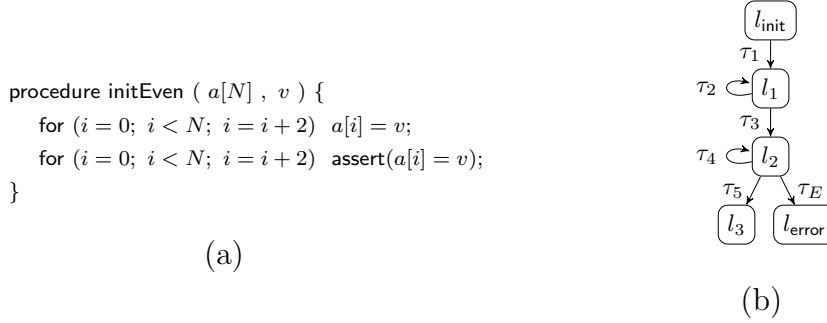 procedure initEven ( a[N] , v ) {
for (i = 0; i < N; i = i + 2) a[i] = v;
for (i = 0; i < N; i = i + 2) assert(a[i] = v);
}
(a)
l_init
τ_1
τ_2 l_1
τ_3
τ_4 l_2
τ_5 τ_E
l_3 l_error
(b)